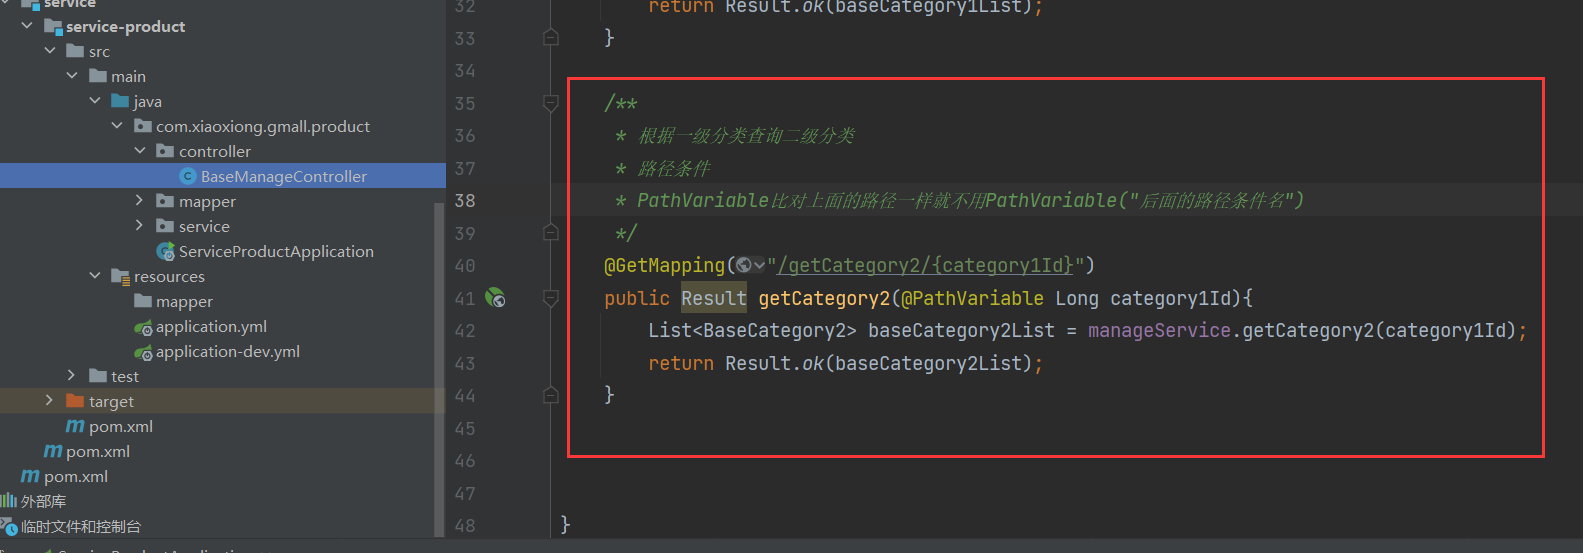 service
service-product
src
main
java
com.xiaoxiong.gmall.product
controller
BaseManageController
mapper
service
ServiceProductApplication
resources
mapper
application.yml
application-dev.yml
test
target
pom.xml
pom.xml
pom.xml
外部库
临时文件和控制台
32 return Result.ok(baseCategory1List);
33 }
34
35 /**
36 * 根据一级分类查询二级分类
37 * 路径条件
38 * PathVariable比对上面的路径一样就不用PathVariable("后面的路径条件名")
39 */
40 @GetMapping("/getCategory2/{category1Id}")
41 public Result getCategory2(@PathVariable Long category1Id){
42 List<BaseCategory2> baseCategory2List = manageService.getCategory2(category1Id);
43 return Result.ok(baseCategory2List);
44 }
45
46
47
48 }